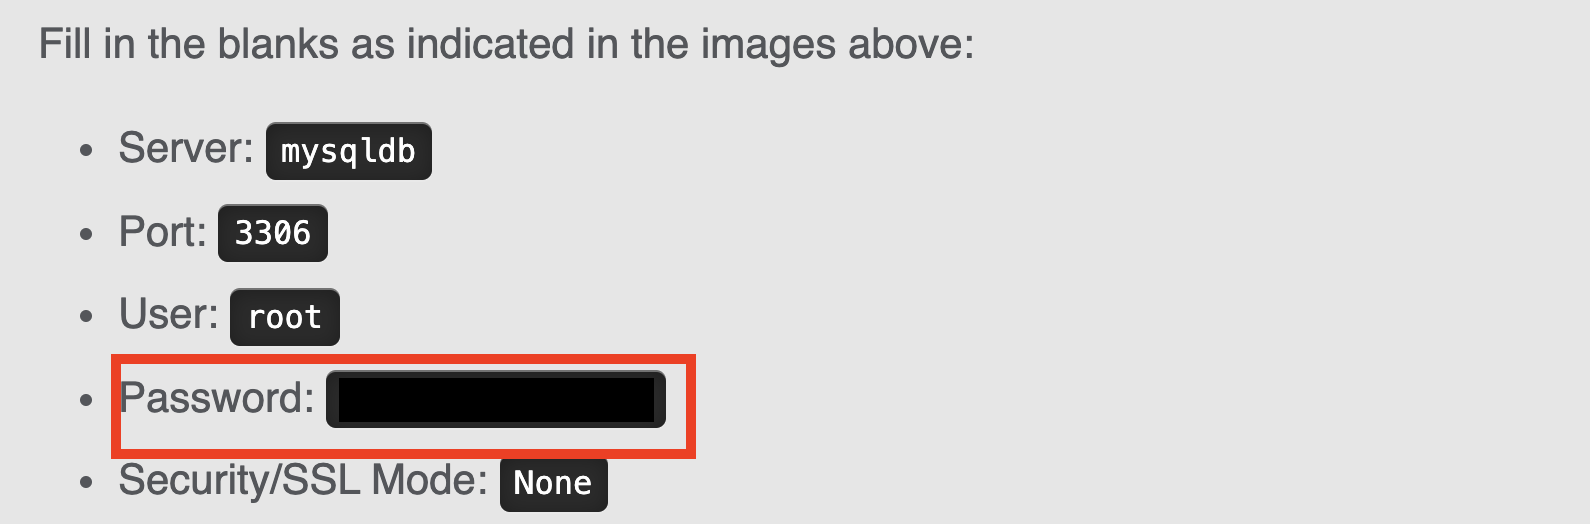 Fill in the blanks as indicated in the images above:
• Server: mysqldb
• Port: 3306
• User: root
• Password:
• Security/SSL Mode: None